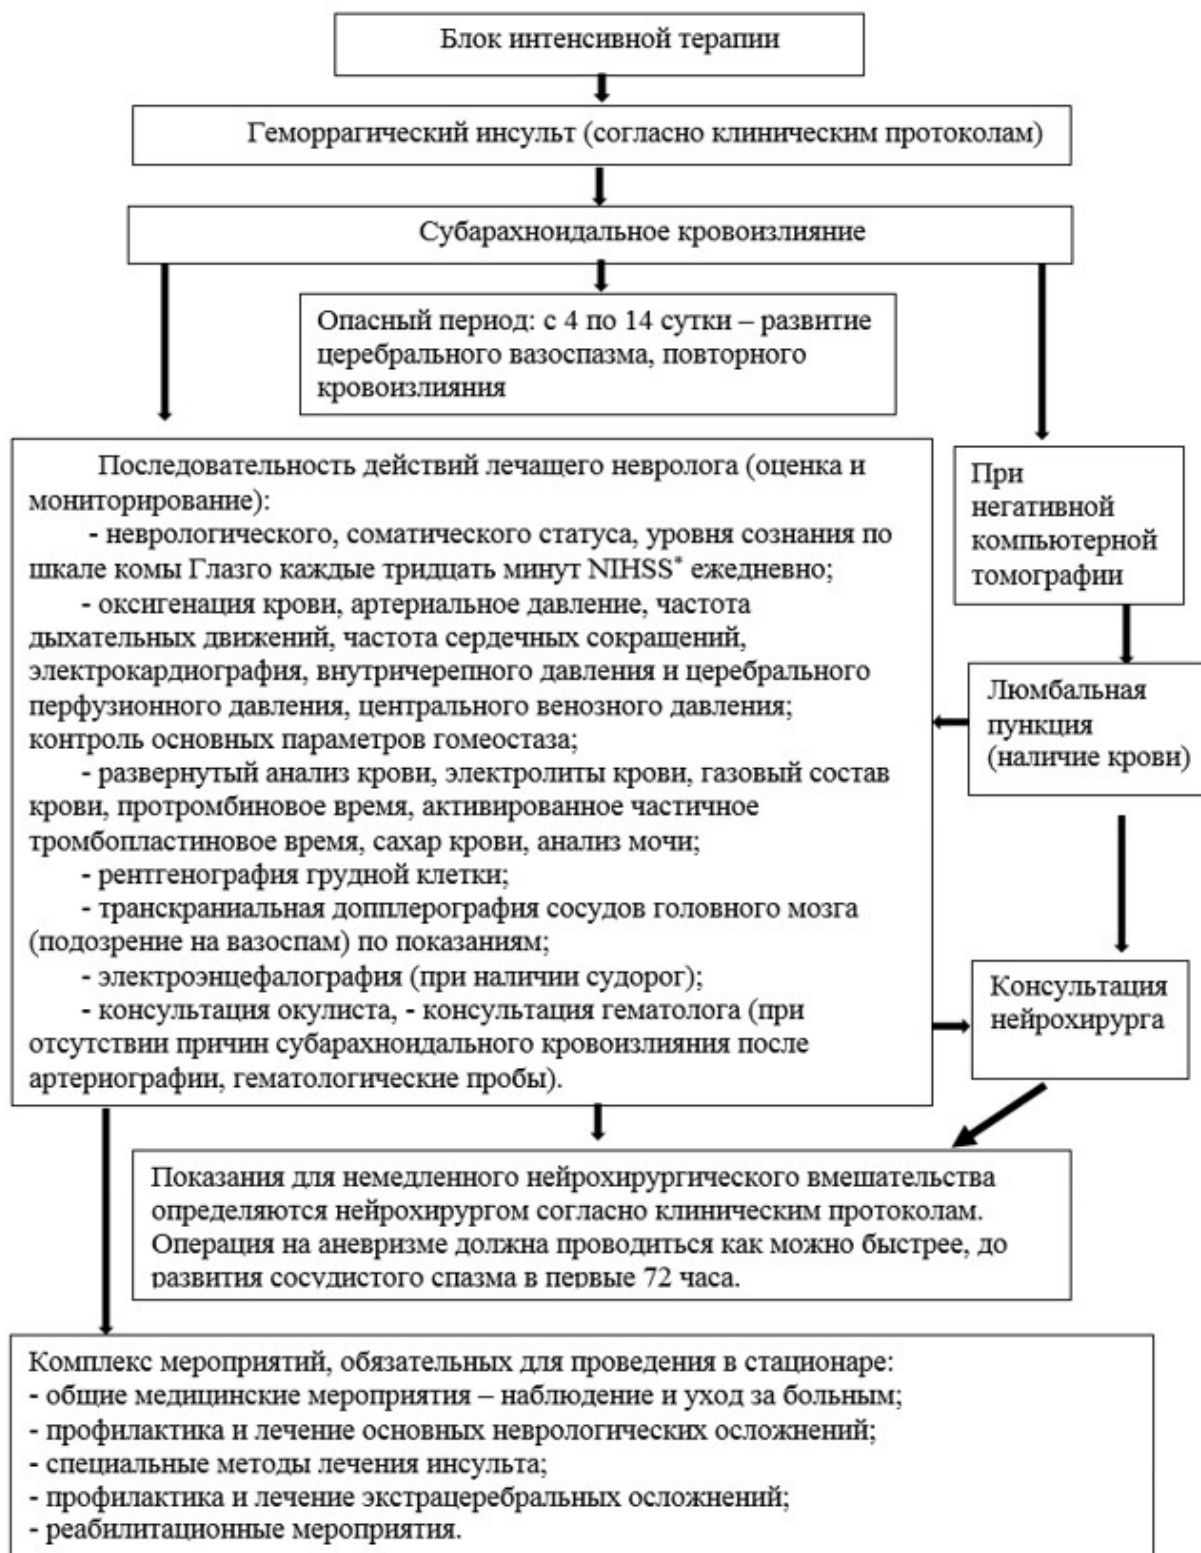 Блок интенсивной терапии
Геморрагический инсульт (согласно клиническим протоколам)
Субарахноидальное кровоизлияние
Опасный период: с 4 по 14 сутки – развитие
церебрального вазоспазма, повторного
кровоизлияния
Последовательность действий лечащего невролога (оценка и
мониторирование):
- неврологического, соматического статуса, уровня сознания по
шкале комы Глазго каждые тридцать минут NIHSS* ежедневно;
- оксигенация крови, артериальное давление, частота
дыхательных движений, частота сердечных сокращений,
электрокардиография, внутричерепного давления и церебрального
перфузионного давления, центрального венозного давления;
контроль основных параметров гомеостаза;
- развернутый анализ крови, электролиты крови, газовый состав
крови, протромбиновое время, активированное частичное
тромбопластиновое время, сахар крови, анализ мочи;
- рентгенография грудной клетки;
- транскраниальная допплерография сосудов головного мозга
(подозрение на вазоспам) по показаниям;
- электроэнцефалография (при наличии судорог);
- консультация окулиста, - консультация гематолога (при
отсутствии причин субарахноидального кровоизлияния после
артериографии, гематологические пробы).
При
негативной
компьютерной
томографии
Люмбальная
пункция
(наличие крови)
Консультация
нейрохирурга
Показания для немедленного нейрохирургического вмешательства
определяются нейрохирургом согласно клиническим протоколам.
Операция на аневризме должна проводиться как можно быстрее, до
развития сосудистого спазма в первые 72 часа.
Комплекс мероприятий, обязательных для проведения в стационаре:
- общие медицинские мероприятия – наблюдение и уход за больным;
- профилактика и лечение основных неврологических осложнений;
- специальные методы лечения инсульта;
- профилактика и лечение экстрацеребральных осложнений;
- реабилитационные мероприятия.